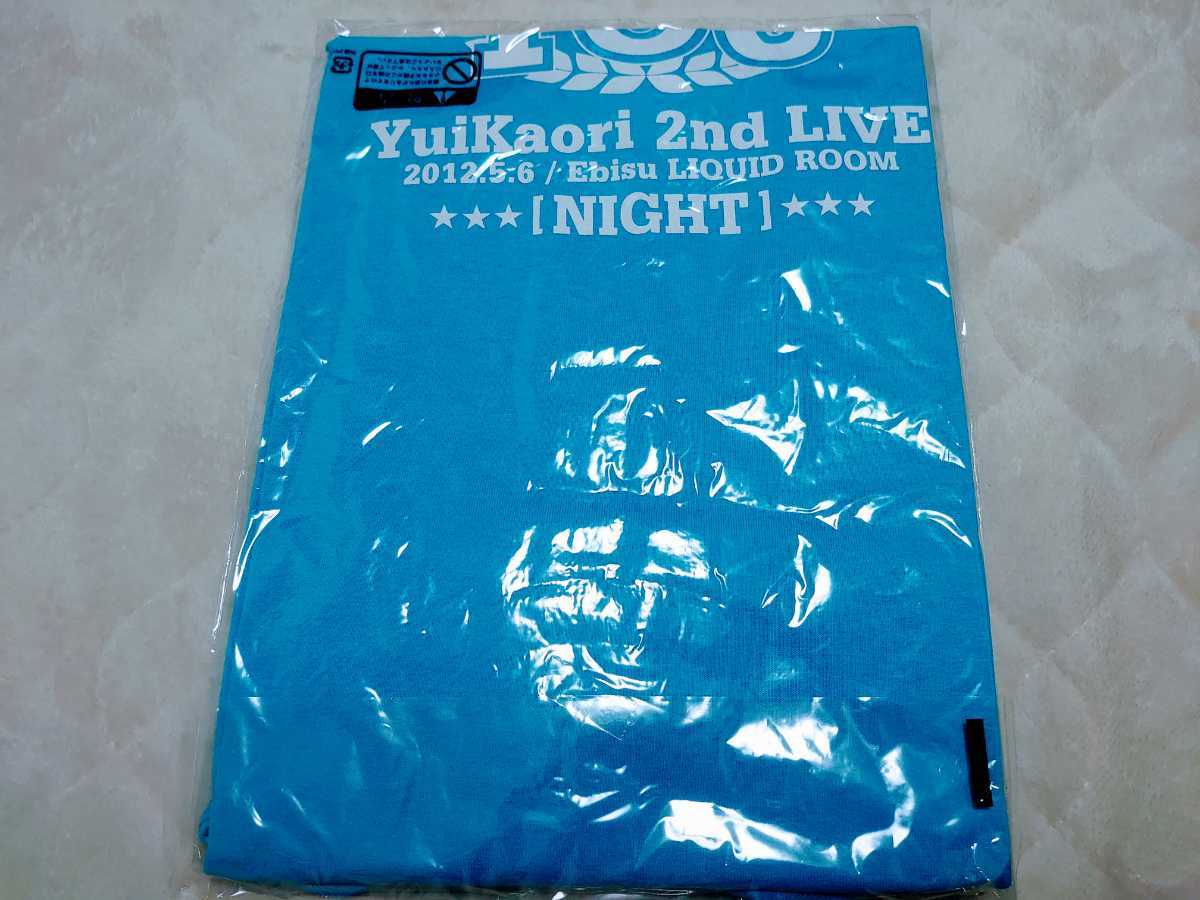 YuiKaori 2nd LIVE
2012.5.6 / Ebisu LIQUID ROOM
★★★[NIGHT]★★★